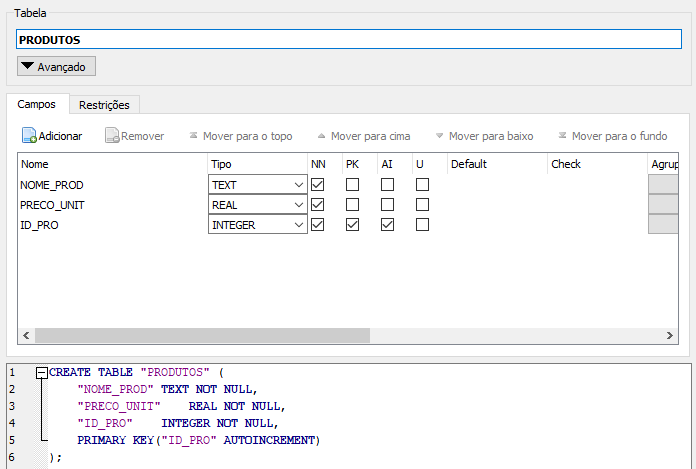 Tabela
PRODUTOS
Avançado
Campos Restrições
Adicionar Remover Mover para o topo Mover para cima Mover para baixo Mover para o fundo
Nome Tipo NN PK AI U Default Check Agrup
NOME_PROD TEXT
PRECO_UNIT REAL
ID_PRO INTEGER
1 CREATE TABLE "PRODUTOS" (
2 "NOME_PROD" TEXT NOT NULL,
3 "PRECO_UNIT" REAL NOT NULL,
4 "ID_PRO" INTEGER NOT NULL,
5 PRIMARY KEY("ID_PRO" AUTOINCREMENT)
6 );